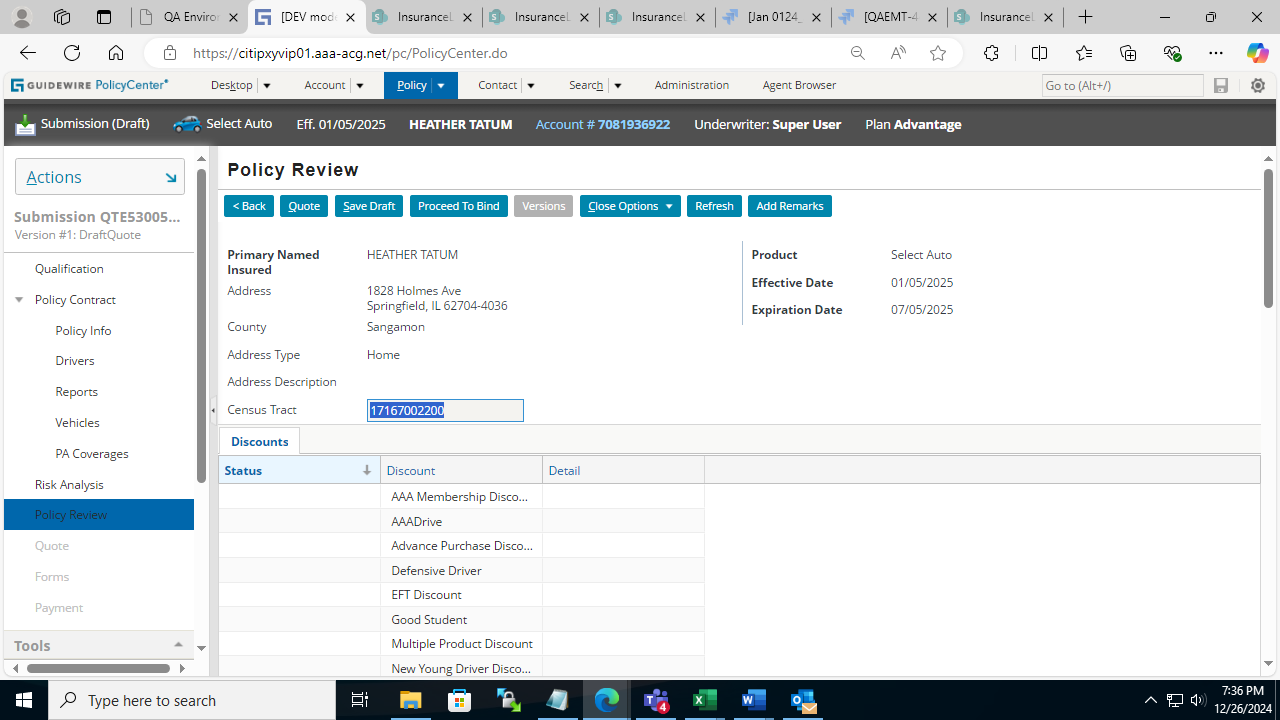 QA Environ
[DEV mode
InsuranceL
InsuranceL
InsuranceL
[Jan 0124_
[QAEMT-4
InsuranceL
https://citipxyvip01.aaa-acg.net/pc/PolicyCenter.do
GUIDEWIRE PolicyCenter
Desktop
Account
Policy
Contact
Search
Administration
Agent Browser
Go to (Alt+/)
Submission (Draft)
Select Auto
Eff. 01/05/2025
HEATHER TATUM
Account # 7081936922
Underwriter: Super User
Plan Advantage
Actions
Submission QTE53005...
Version #1: DraftQuote
Qualification
Policy Contract
Policy Info
Drivers
Reports
Vehicles
PA Coverages
Risk Analysis
Policy Review
Quote
Forms
Payment
Tools
Policy Review
< Back
Quote
Save Draft
Proceed To Bind
Versions
Close Options
Refresh
Add Remarks
Primary Named Insured HEATHER TATUM
Address 1828 Holmes Ave
Springfield, IL 62704-4036
County Sangamon
Address Type Home
Address Description
Census Tract 17167002200
Product Select Auto
Effective Date 01/05/2025
Expiration Date 07/05/2025
Discounts
Status Discount Detail
AAA Membership Disco...
AAADrive
Advance Purchase Disco...
Defensive Driver
EFT Discount
Good Student
Multiple Product Discount
New Young Driver Disco...
Type here to search
4
7:36 PM
12/26/2024